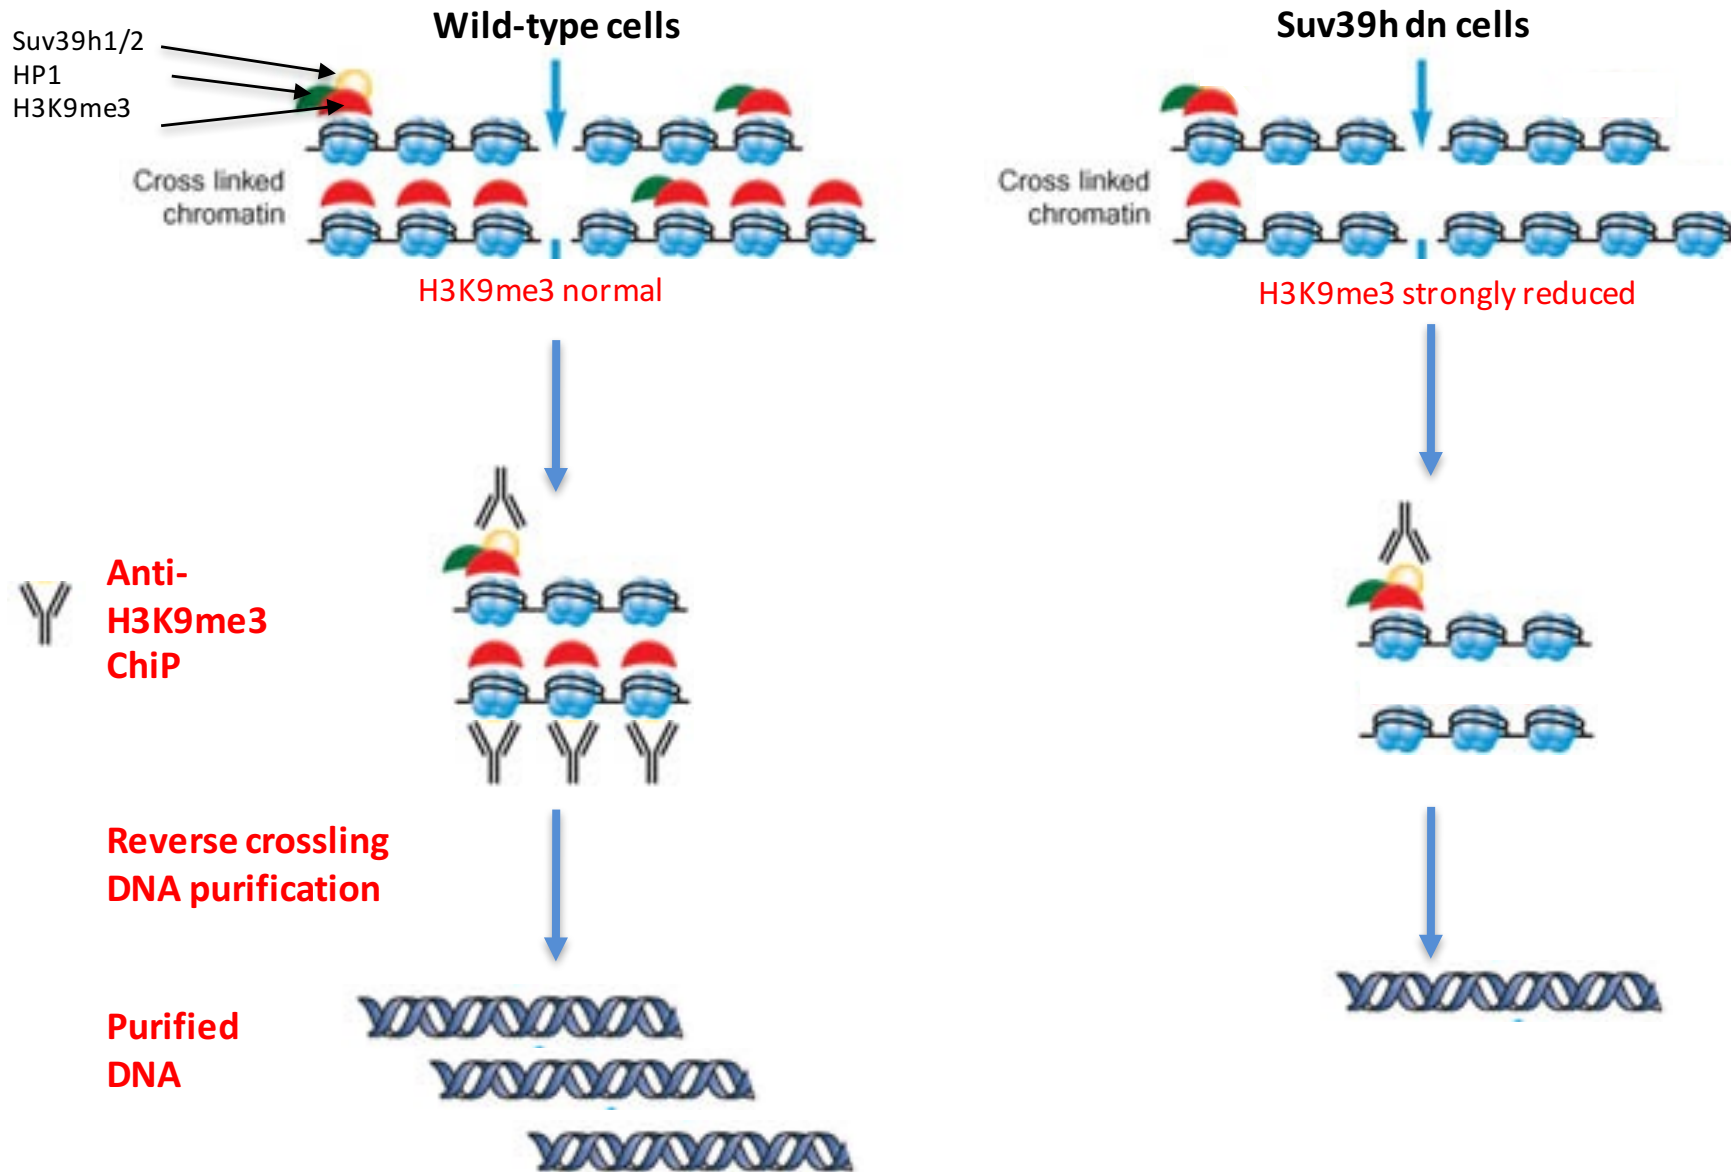 Wild-type cells
Suv39h dn cells
Suv39h1/2
HP1
H3K9me3
Cross linked
chromatin
Cross linked
chromatin
H3K9me3 normal
H3K9me3 strongly reduced
Anti-
H3K9me3
ChiP
Reverse crossling
DNA purification
Purified
DNA